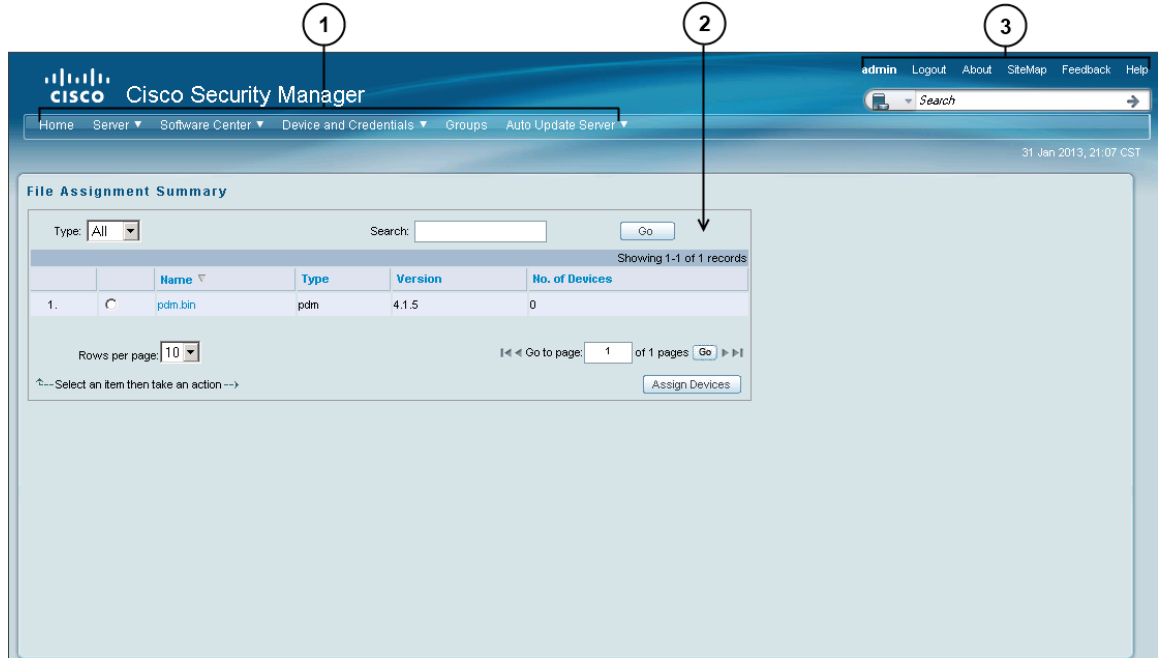 1 2 3
admin Logout About SiteMap Feedback Help
CISCO Cisco Security Manager
Search
Home Server Software Center Device and Credentials Groups Auto Update Server
31 Jan 2013, 21:07 CST
File Assignment Summary
Type: All Search: Go
Showing 1-1 of 1 records
Name Type Version No. of Devices
1. pdm.bin pdm 4.1.5 0
Rows per page: 10 Go to page: 1 of 1 pages Go
--Select an item then take an action --> Assign Devices